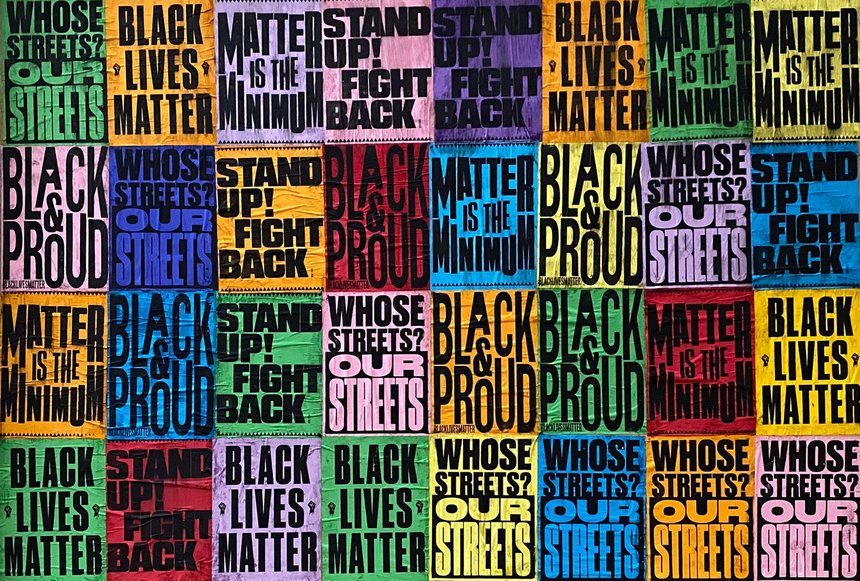 WHOSE
STREETS?
OUR
STREETS
BLACK
LIVES
MATTER
MATTER
IS THE
MINIMUM
STAND
UP!
FIGHT
BACK
STAND
UP!
FIGHT
BACK
BLACK
LIVES
MATTER
MATTER
IS THE
MINIMUM
MATTER
IS THE
MINIMUM
BLACK
&
PROUD
BLACKLIVESMATTER
WHOSE
STREETS?
OUR
STREETS
STAND
UP!
FIGHT
BACK
BLACK
&
PROUD
BLACKLIVESMATTER
MATTER
IS THE
MINIMUM
BLACK
&
PROUD
BLACKLIVESMATTER
WHOSE
STREETS?
OUR
STREETS
STAND
UP!
FIGHT
BACK
MATTER
IS THE
MINIMUM
BLACK
&
PROUD
BLACKLIVESMATTER
STAND
UP!
FIGHT
BACK
WHOSE
STREETS?
OUR
STREETS
BLACK
&
PROUD
BLACKLIVESMATTER
BLACK
&
PROUD
BLACKLIVESMATTER
MATTER
IS THE
MINIMUM
BLACK
LIVES
MATTER
BLACK
LIVES
MATTER
STAND
UP!
FIGHT
BACK
BLACK
LIVES
MATTER
BLACK
LIVES
MATTER
WHOSE
STREETS?
OUR
STREETS
WHOSE
STREETS?
OUR
STREETS
WHOSE
STREETS?
OUR
STREETS
WHOSE
STREETS?
OUR
STREETS